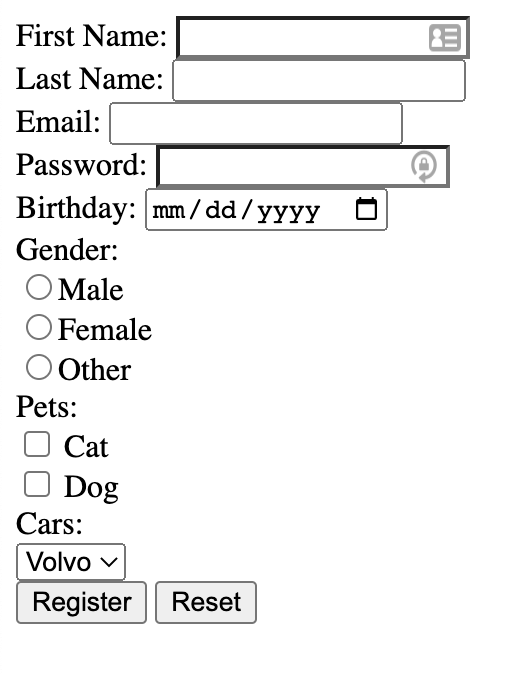 First Name:
Last Name:
Email:
Password:
Birthday: mm/dd/yyyy
Gender:
Male
Female
Other
Pets:
Cat
Dog
Cars:
Volvo
Register Reset